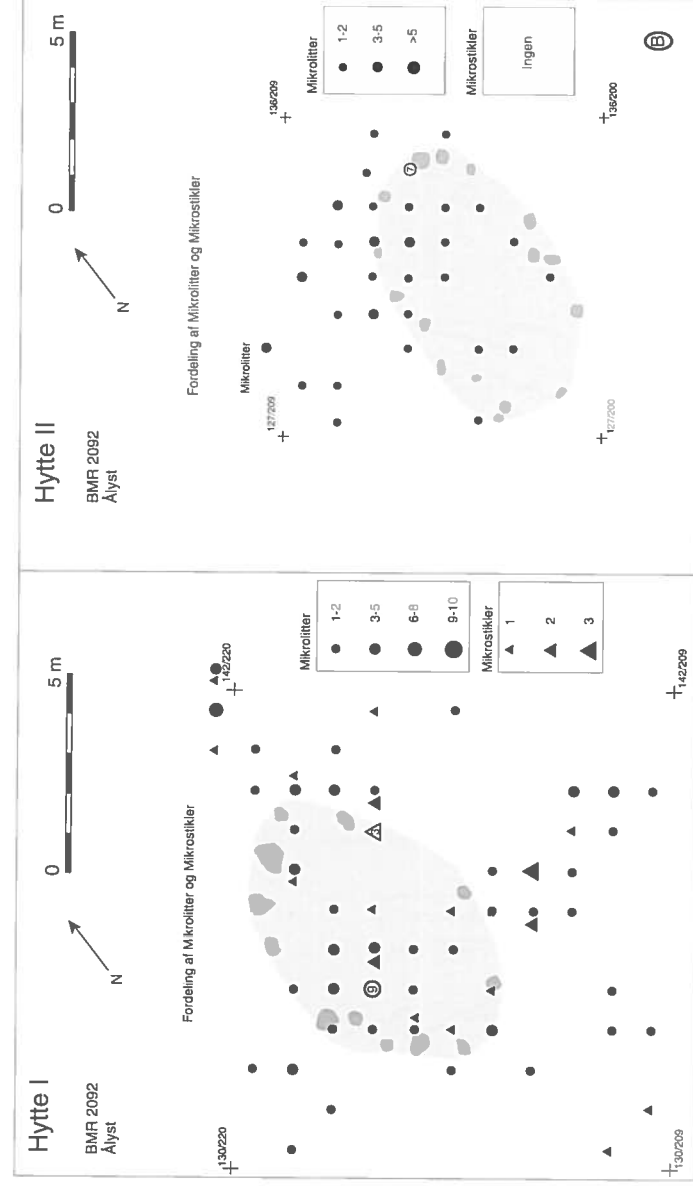 Hytte I
BMR 2092
Ålyst
N
0
5 m
Fordeling af Mikrolitter og Mikrostikler
130/220
142/220
130/209
142/209
9
3
Mikrolitter
1-2
3-5
6-8
9-10
Mikrostikler
1
2
3
Hytte II
BMR 2092
Ålyst
N
0
5 m
Fordeling af Mikrolitter og Mikrostikler
Mikrolitter
127/209
136/209
127/200
136/200
7
Mikrolitter
1-2
3-5
>5
Mikrostikler
Ingen
B